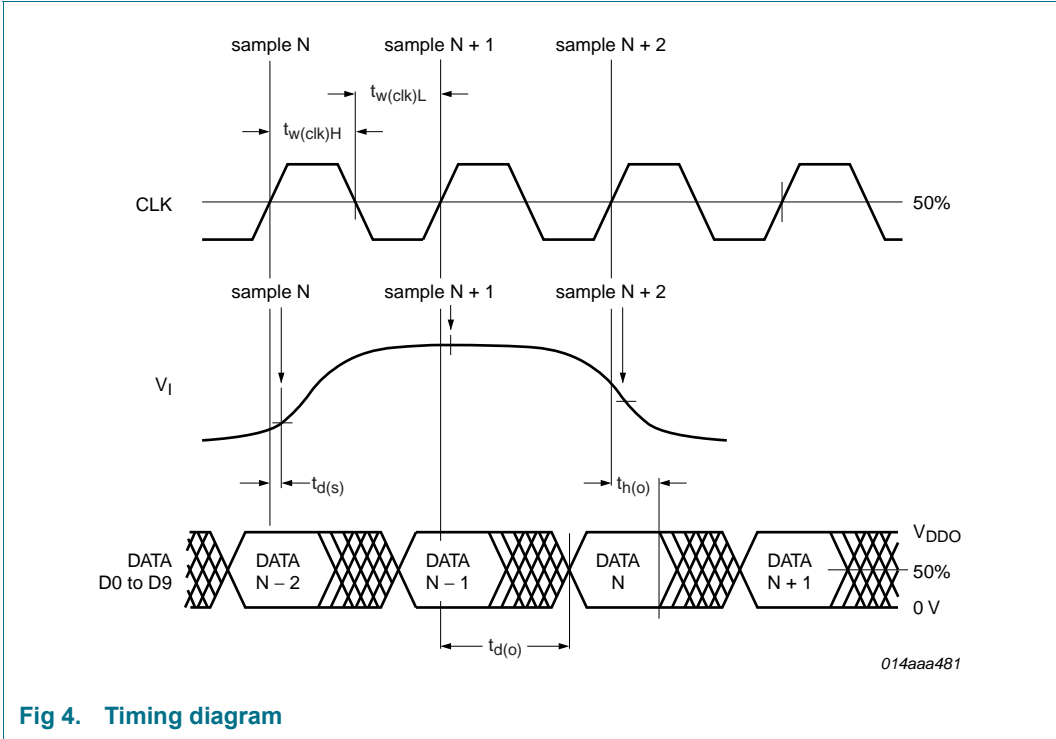 sample N sample N + 1 sample N + 2
tw(clk)L
tw(clk)H
CLK 50%
sample N sample N + 1 sample N + 2
VI
td(s) th(o)
VDDO
DATA DATA DATA DATA DATA
D0 to D9 N − 2 N − 1 N N + 1 50%
0 V
td(o)
014aaa481
Fig 4. Timing diagram